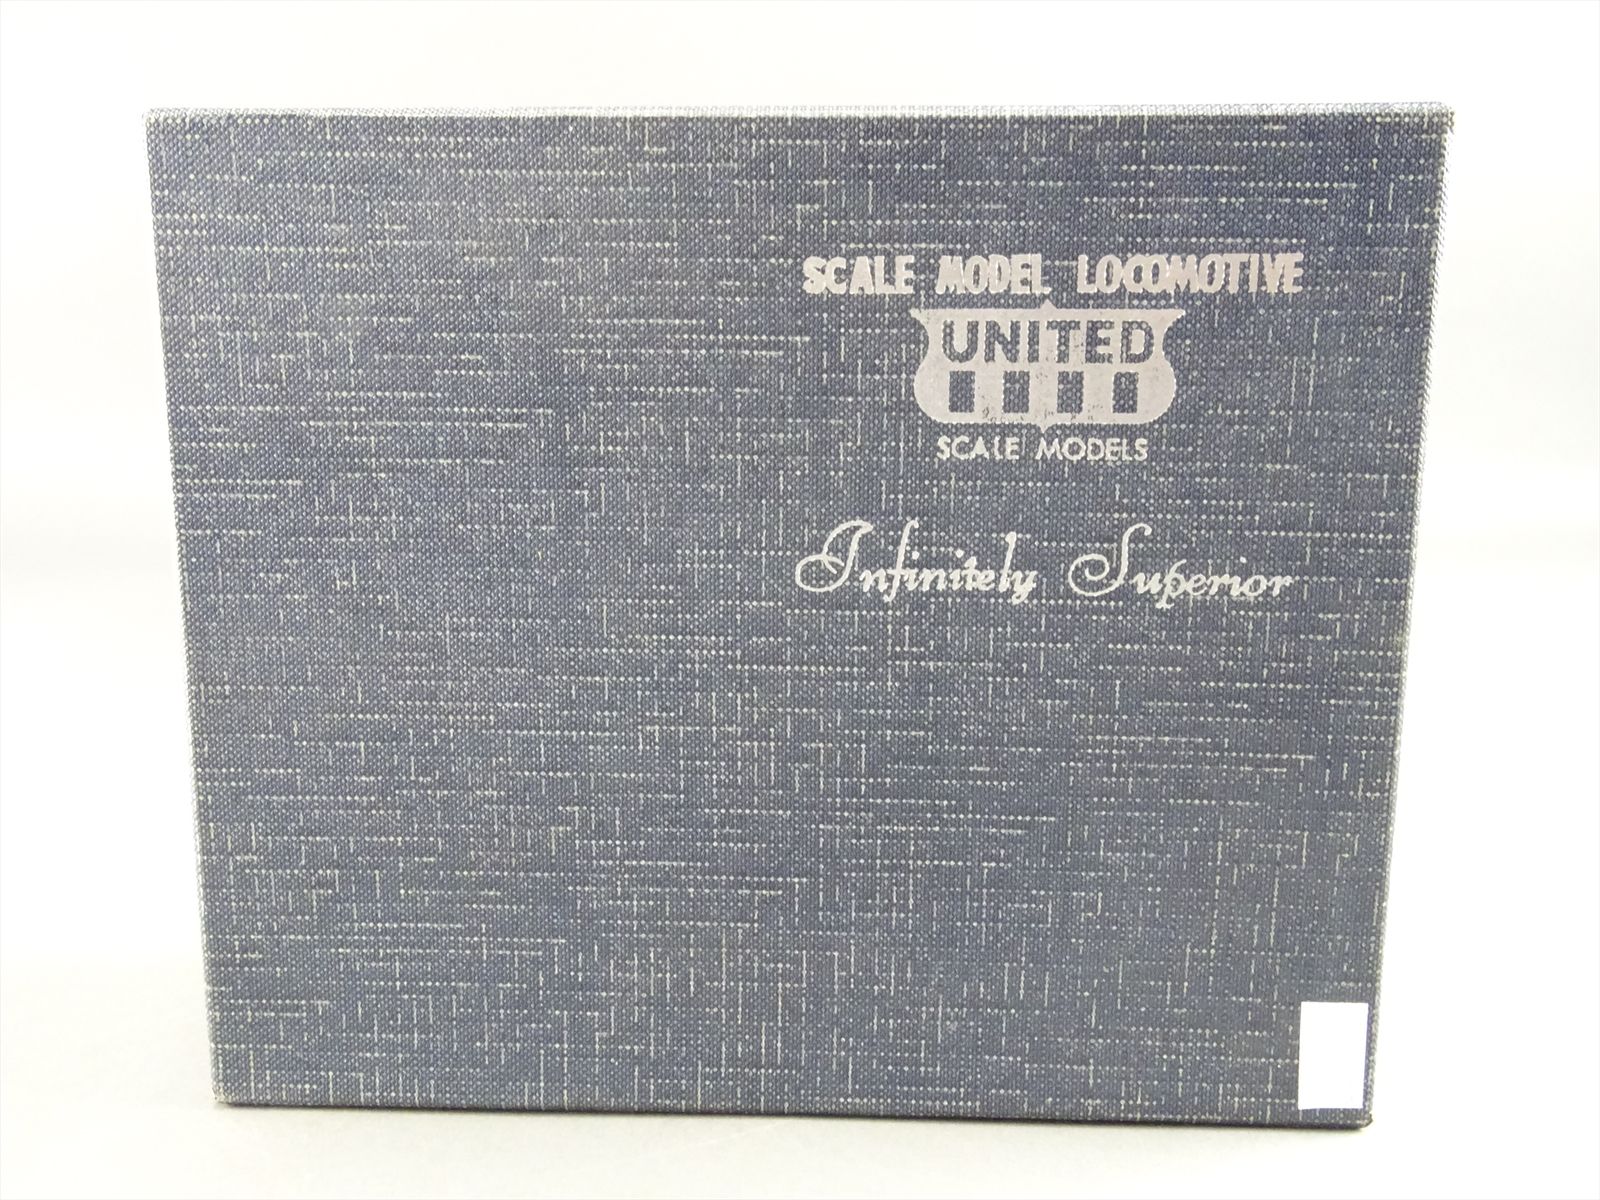 SCALE MODEL LOCOMOTIVE
UNITED
SCALE MODELS
Infinitely Superior